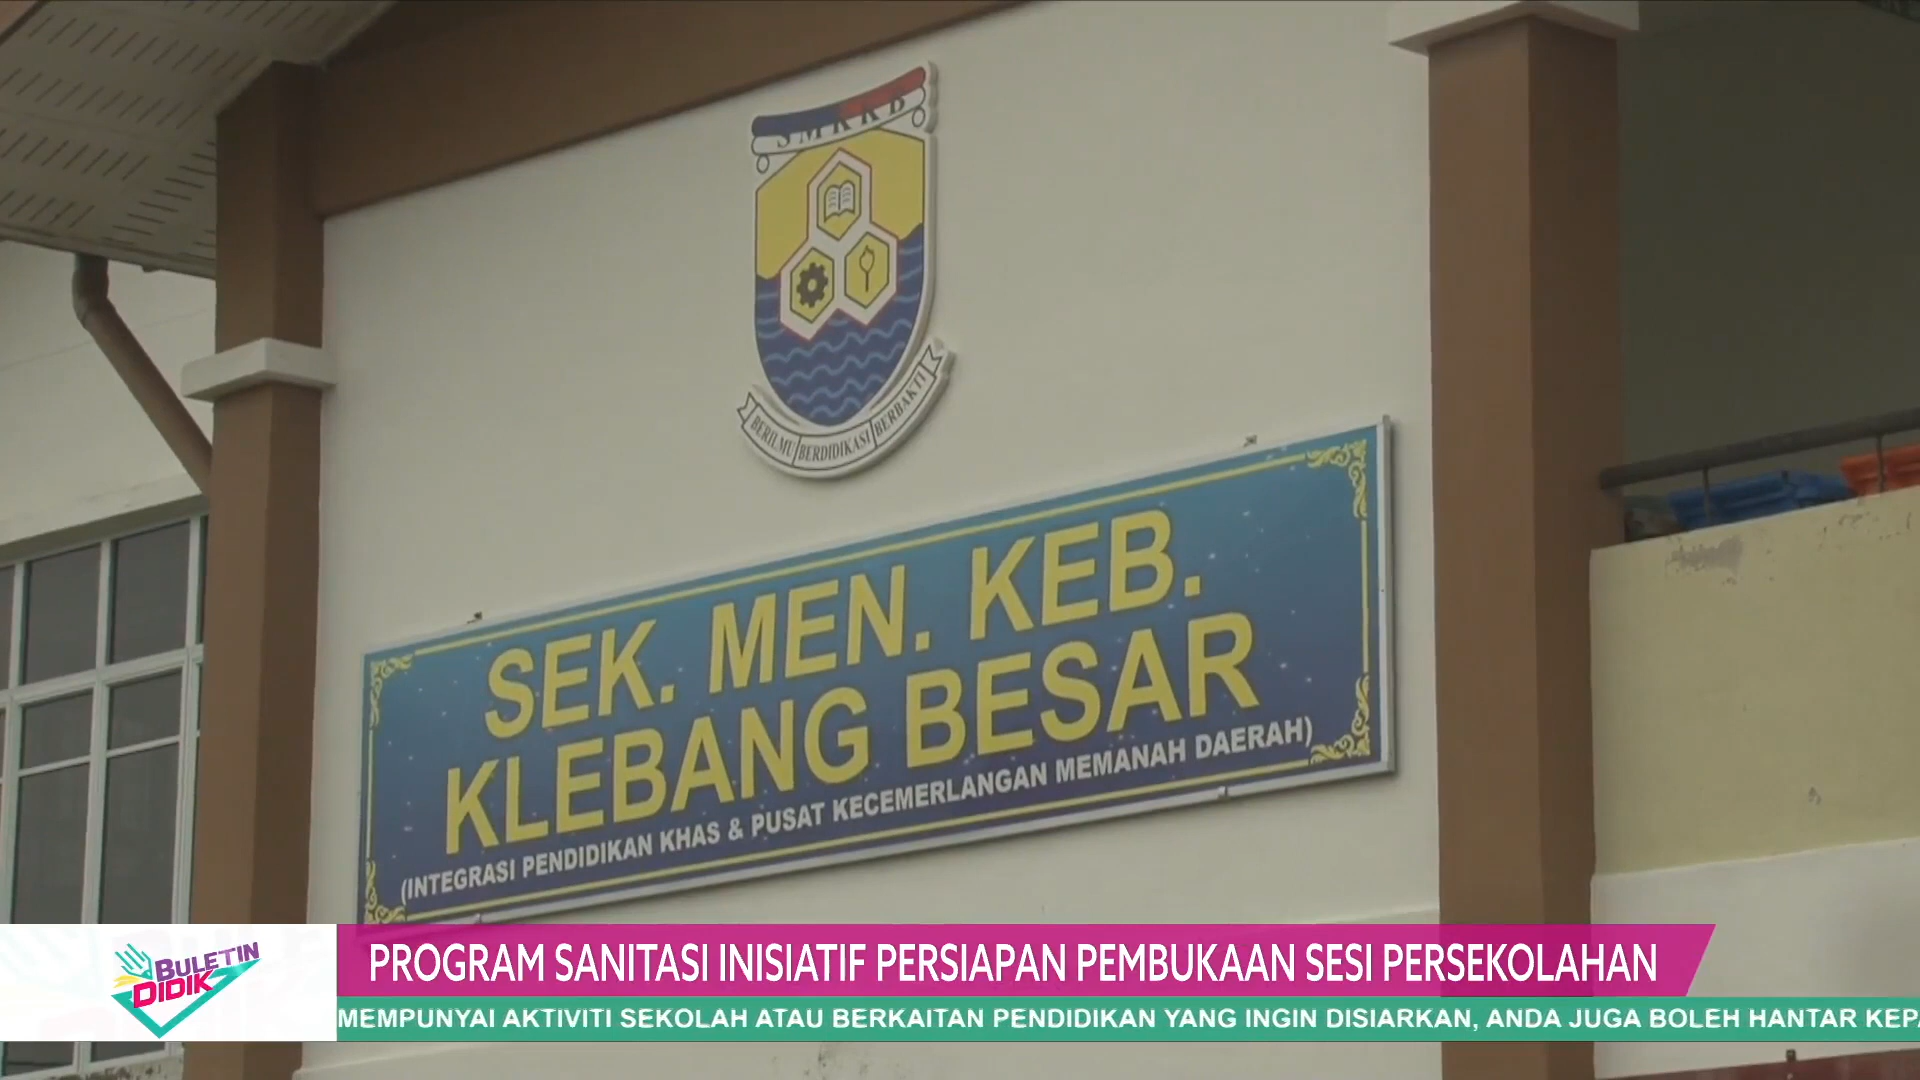 SMKKB
BERILMU BERDIDIKASI BERBAKTI
SEK. MEN. KEB.
KLEBANG BESAR
(INTEGRASI PENDIDIKAN KHAS & PUSAT KECEMERLANGAN MEMANAH DAERAH)
BULETIN
DIDIK
PROGRAM SANITASI INISIATIF PERSIAPAN PEMBUKAAN SESI PERSEKOLAHAN
MEMPUNYAI AKTIVITI SEKOLAH ATAU BERKAITAN PENDIDIKAN YANG INGIN DISIARKAN, ANDA JUGA BOLEH HANTAR